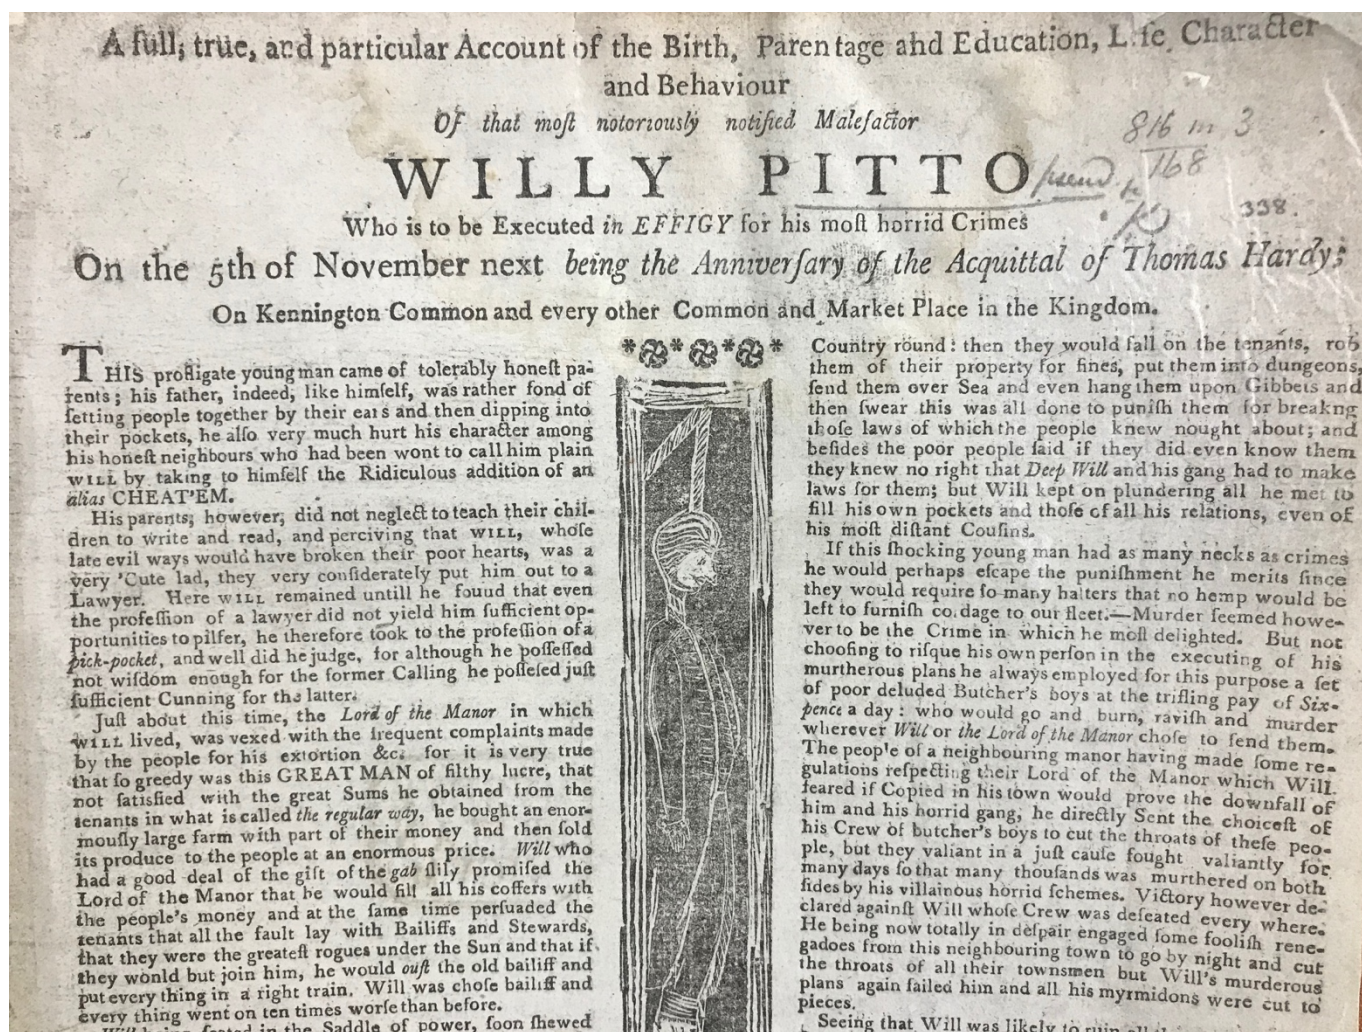 A full, true, and particular Account of the Birth, Parentage ahd Education, L fe, Character
and Behaviour
Of that moſt notoriously notified Maleſactor
WILLY PITTO
816 m 3
168
338.
Who is to be Executed in EFFIGY for his moſt horrid Crimes
On the 5th of November next being the Anniverſary of the Acquittal of Thomas Hardy;
On Kennington Common and every other Common and Market Place in the Kingdom.
THIS profligate young man came of tolerably honeſt pa-
rents; his father, indeed, like himſelf, was rather fond of
ſetting people together by their ears and then dipping into
their pockets, he alſo very much hurt his character among
his honeſt neighbours who had been wont to call him plain
WILL by taking to himſelf the Ridiculous addition of an
alias CHEAT'EM.
His parents, however, did not neglect to teach their chil-
dren to write and read, and perciving that WILL, whoſe
late evil ways would have broken their poor hearts, was a
very 'Cute lad, they very conſiderately put him out to a
Lawyer. Here WILL remained untill he fouud that even
the profeſſion of a lawyer did not yield him ſufficient op-
portunities to pilfer, he therefore took to the profeſſion of a
pick-pocket, and well did he judge, for although he poſſeſſed
not wiſdom enough for the former Calling he poſſeſed juſt
ſufficient Cunning for the latter.
Juſt about this time, the Lord of the Manor in which
WILL lived, was vexed with the frequent complaints made
by the people for his extortion &c. for it is very true
that ſo greedy was this GREAT MAN of filthy lucre, that
not ſatisfied with the great Sums he obtained from the
tenants in what is called the regular way, he bought an enor-
mouſly large farm with part of their money and then ſold
its produce to the people at an enormous price. Will who
had a good deal of the gift of the gab ſlily promiſed the
Lord of the Manor that he would fill all his coffers with
the people's money and at the ſame time perſuaded the
tenants that all the fault lay with Bailiffs and Stewards,
that they were the greateſt rogues under the Sun and that if
they wonld but join him, he would ouſt the old bailiff and
put every thing in a right train. Will was choſe bailiff and
every thing went on ten times worſe than before.
Will being ſeated in the Saddle of power, ſoon ſhewed
Country round: then they would fall on the tenants, rob
them of their property for fines, put them into dungeons,
ſend them over Sea and even hang them upon Gibbets and
then ſwear this was all done to puniſh them for breakng
thoſe laws of which the people knew nought about; and
beſides the poor people ſaid if they did even know them
they knew no right that Deep Will and his gang had to make
laws for them; but Will kept on plundering all he met to
fill his own pockets and thoſe of all his relations, even of
his moſt diſtant Couſins.
If this ſhocking young man had as many necks as crimes
he would perhaps eſcape the puniſhment he merits ſince
they would require ſo many halters that no hemp would be
left to furniſh co.dage to our fleet.—Murder ſeemed howe-
ver to be the Crime in which he moſt delighted. But not
chooſing to riſque his own perſon in the executing of his
murtherous plans he always employed for this purpoſe a ſet
of poor deluded Butcher's boys at the trifling pay of Six-
pence a day: who would go and burn, raviſh and murder
wherever Will or the Lord of the Manor choſe to ſend them.
The people of a neighbouring manor having made ſome re-
gulations reſpecting their Lord of the Manor which Will
feared if Copied in his town would prove the downfall of
him and his horrid gang, he directly Sent the choiceſt of
his Crew of butcher's boys to cut the throats of theſe peo-
ple, but they valiant in a juſt cauſe fought valiantly for
many days ſo that many thouſands was murthered on both
ſides by his villainous horrid ſchemes. Victory however de-
clared againſt Will whoſe Crew was defeated every where.
He being now totally in deſpair engaged ſome fooliſh rene-
gadoes from this neighbouring town to go by night and cut
the throats of all their townsmen but Will's murderous
plans again failed him and all his myrmidons were cut to
pieces.
Seeing that Will was likely to ruin all